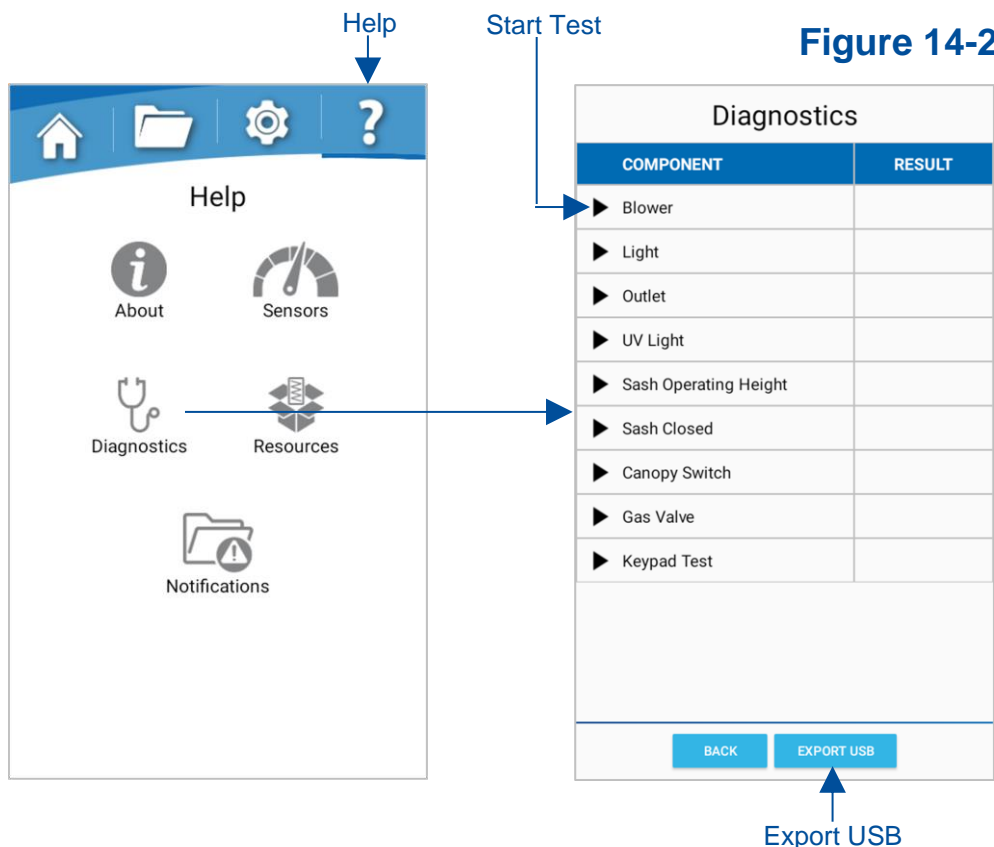 Help
Start Test
Figure 14-2
?
Help
i
About
Sensors
Diagnostics
Resources
Notifications
Diagnostics
COMPONENT RESULT
Blower
Light
Outlet
UV Light
Sash Operating Height
Sash Closed
Canopy Switch
Gas Valve
Keypad Test
BACK EXPORT USB
Export USB